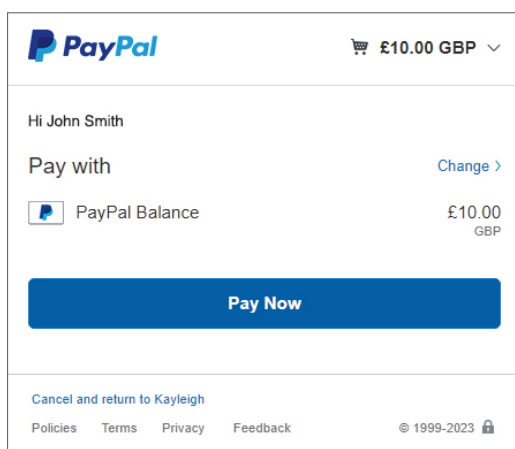 PayPal £10.00 GBP
Hi John Smith
Pay with Change >
PayPal Balance £10.00
GBP
Pay Now
Cancel and return to Kayleigh
Policies Terms Privacy Feedback © 1999-2023